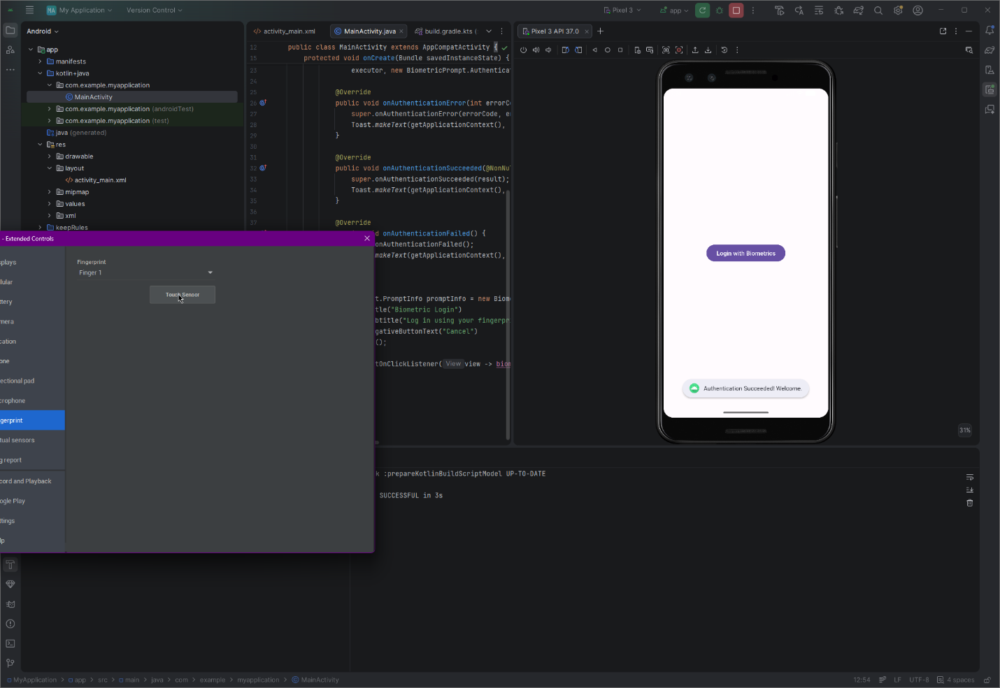 MA My Application Version Control Pixel 3 app
Android
app
manifests
kotlin+java
com.example.myapplication
MainActivity
com.example.myapplication (androidTest)
com.example.myapplication (test)
java (generated)
res
drawable
layout
activity_main.xml
mipmap
values
xml
keepRules
activity_main.xml MainActivity.java build.gradle.kts (
12 public class MainActivity extends AppCompatActivity {
15 protected void onCreate(Bundle savedInstanceState) {
23 executor, new BiometricPrompt.Authentica
24
25 @Override
26 public void onAuthenticationError(int errorC
27 super.onAuthenticationError(errorCode, e
28 Toast.makeText(getApplicationContext(),
29 }
30
31 @Override
32 public void onAuthenticationSucceeded(@NonNu
33 super.onAuthenticationSucceeded(result);
34 Toast.makeText(getApplicationContext(),
35 }
36
37 @Override
d onAuthenticationFailed() {
onAuthenticationFailed();
akeText(getApplicationContext(),
t.PromptInfo promptInfo = new Biom
tle("Biometric Login")
btitle("Log in using your fingerpr
gativeButtonText("Cancel")
();
tOnClickListener( View view -> biom
Pixel 3 API 37.0
Login with Biometrics
Authentication Succeeded! Welcome.
31%
- Extended Controls
splays
llular
ttery
mera
cation
one
ectional pad
crophone
gerprint
tual sensors
g report
cord and Playback
ogle Play
ttings
lp
Fingerprint
Finger 1
Touch Sensor
k :prepareKotlinBuildScriptModel UP-TO-DATE
SUCCESSFUL in 3s
MyApplication > app > src > main > java > com > example > myapplication > MainActivity
12:54 LF UTF-8 4 spaces